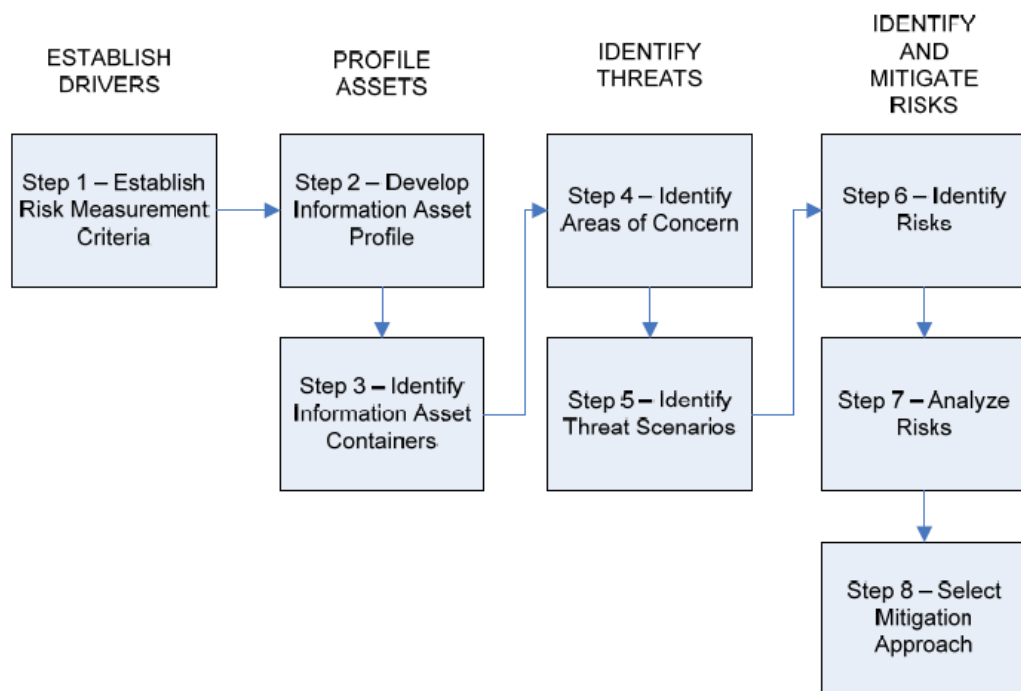 ESTABLISH
DRIVERS
PROFILE
ASSETS
IDENTIFY
THREATS
IDENTIFY
AND
MITIGATE
RISKS
Step 1 – Establish
Risk Measurement
Criteria
Step 2 – Develop
Information Asset
Profile
Step 3 – Identify
Information Asset
Containers
Step 4 – Identify
Areas of Concern
Step 5 – Identify
Threat Scenarios
Step 6 – Identify
Risks
Step 7 – Analyze
Risks
Step 8 – Select
Mitigation
Approach